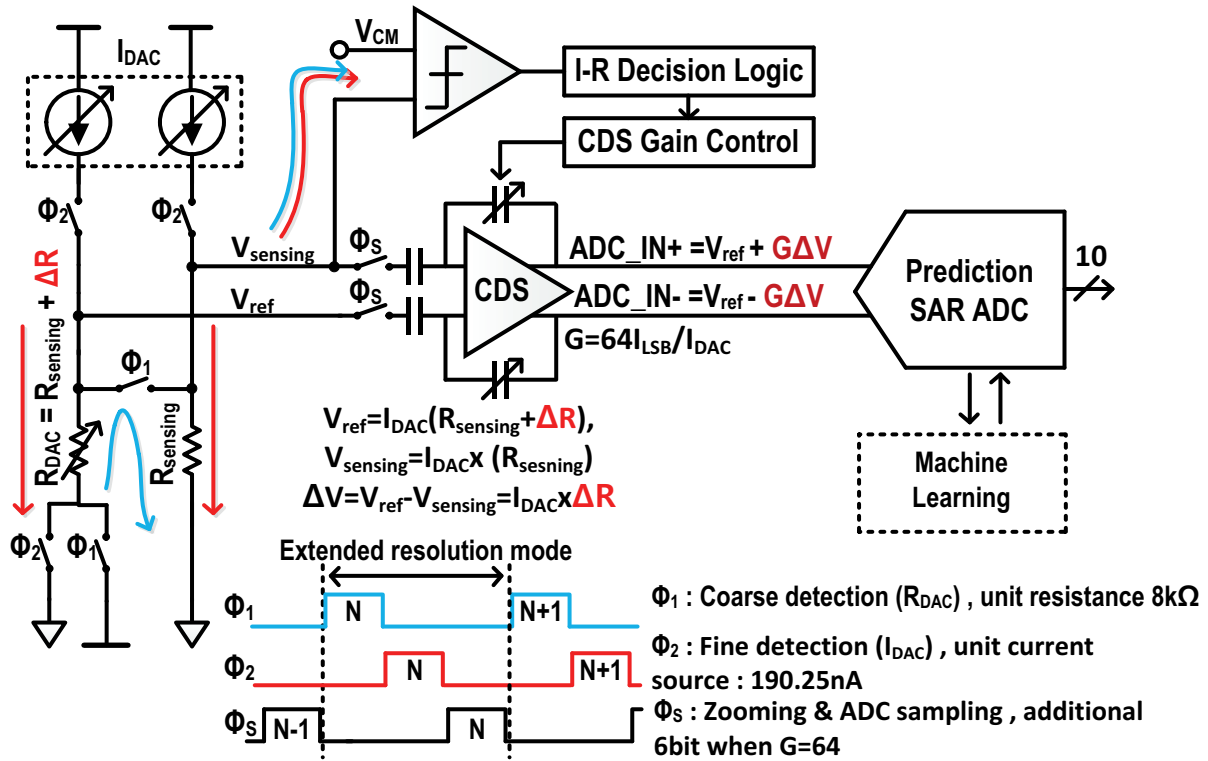 I_DAC
V_CM
I-R Decision Logic
CDS Gain Control
Φ₂
Φ₂
V_sensing
Φ_S
ADC_IN+ =V_ref + GΔV
V_ref
Φ_S
CDS
ADC_IN- =V_ref - GΔV
G=64I_LSB/I_DAC
Prediction
SAR ADC
10
R_DAC = R_sensing + ΔR
Φ₁
R_sensing
Φ₂
Φ₁
V_ref=I_DAC(R_sensing+ΔR),
V_sensing=I_DACx (R_sesning)
ΔV=V_ref-V_sensing=I_DACxΔR
Machine
Learning
Extended resolution mode
Φ₁
N
N+1
Φ₂
N
N+1
Φ_S
N-1
N
Φ₁ : Coarse detection (R_DAC) , unit resistance 8kΩ
Φ₂ : Fine detection (I_DAC) , unit current
source : 190.25nA
Φ_S : Zooming & ADC sampling , additional
6bit when G=64